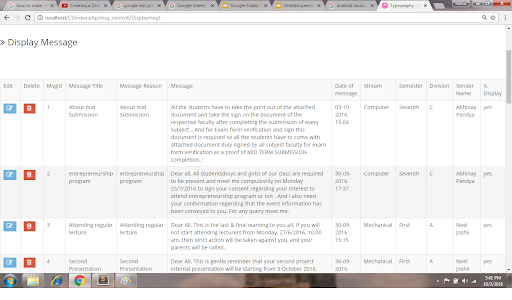 how to make
Creating a Sli
google doc pr
Google Sheets
Google Slides
Untitled prese
android studio
Typography
localhost/CI/index.php/msg_controll/Displaymsg1
» Display Message
Edit Delete MsgId Message Title Message Reason Message Date of message Stream Semester Division Sender Name Is Display
1 About mid Submission About mid Submission All the students have to take the print out of the attached
document and take the sign on the document of the
respective faculty after completing the submission of every
subject... And for Exam form verification and sign this
document is required so all the students have to come with
attached document duly signed by all subject faculty for exam
form verification as a proof of MID TERM SUBMISSION
completion..
03-10-2016 15:04 Computer Seventh C Abhinay Pandya yes
2 entrepreneurship program entrepreneurship program Dear all, All students(boys and girls) of our class are required
to be present and meet me compulsorily on Monday
25/7/2016 to sign your consent regarding your interest to
attend entrepreneurship program or not . And i also need
your conformation regarding that the event information has
been conveyed to you. For any query meet me.
30-09-2016 17:37 Computer Seventh C Abhinay Pandya yes
3 Attending regular lecture Attending regular lecture Dear All. This is the last & final warning to you all. If you will
not start attending lecturers from Monday, 27/6/2016, 10.00
am, then strict action will be taken against you, and your
parents will be called.
30-09-2016 15:15 Mechanical First A Neel Joshi yes
4 Second Presentation Second Presentation Dear All. This is gentle reminder that your second project
internal presentation will be starting from 3 October 2016.
30-09-2016 Mechanical First A Neel Joshi yes
5:41 PM
10/3/2016